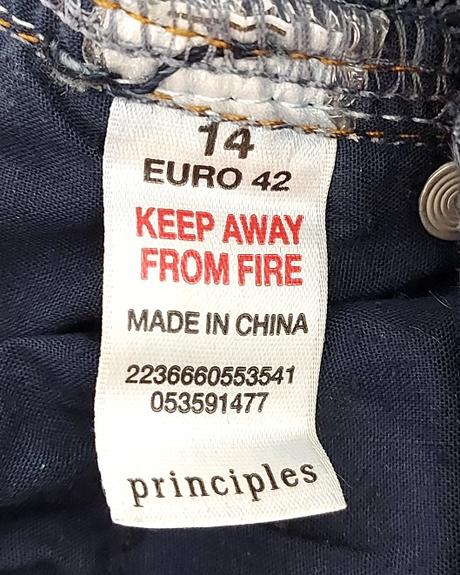 14
EURO 42
KEEP AWAY
FROM FIRE
MADE IN CHINA
2236660553541
053591477
principles